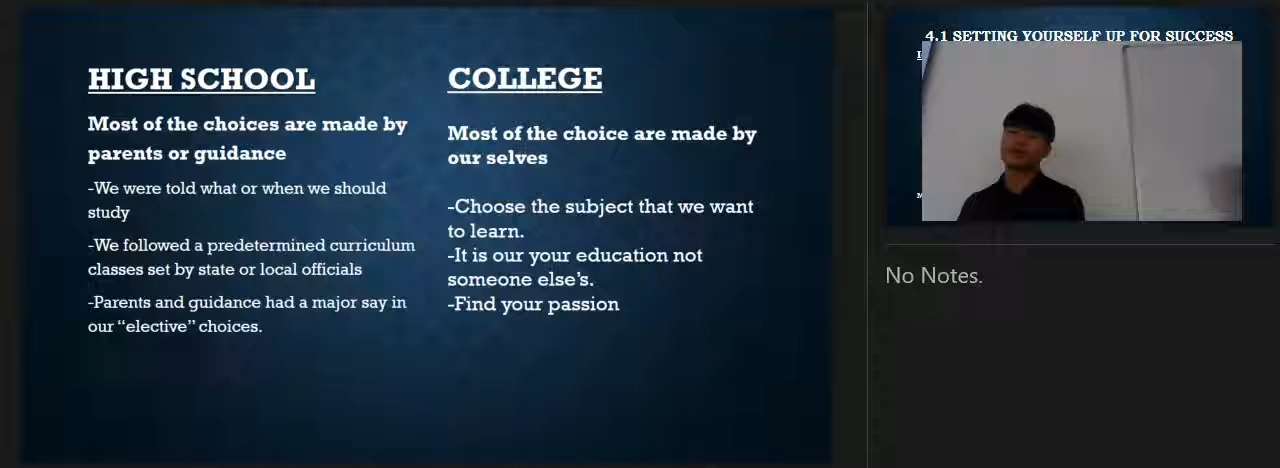 HIGH SCHOOL
Most of the choices are made by
parents or guidance
-We were told what or when we should
study
-We followed a predetermined curriculum
classes set by state or local officials
-Parents and guidance had a major say in
our “elective” choices.
COLLEGE
Most of the choice are made by
our selves
-Choose the subject that we want
to learn.
-It is our your education not
someone else’s.
-Find your passion
4.1 SETTING YOURSELF UP FOR SUCCESS
No Notes.